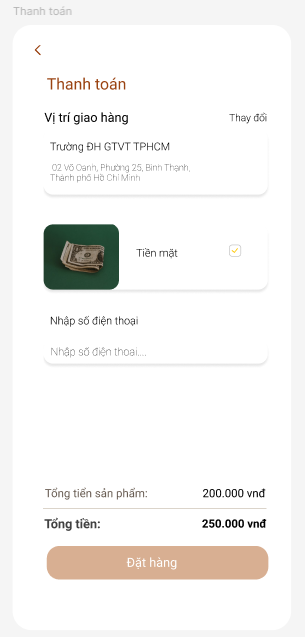 Thanh toán
Thanh toán
Vị trí giao hàng
Thay đổi
Trường ĐH GTVT TPHCM
02 Võ Oanh, Phường 25, Bình Thạnh,
Thành phố Hồ Chí Minh
Tiền mặt
Nhập số điện thoại
Nhập số điện thoại....
Tổng tiền sản phẩm:
200.000 vnđ
Tổng tiền:
250.000 vnđ
Đặt hàng